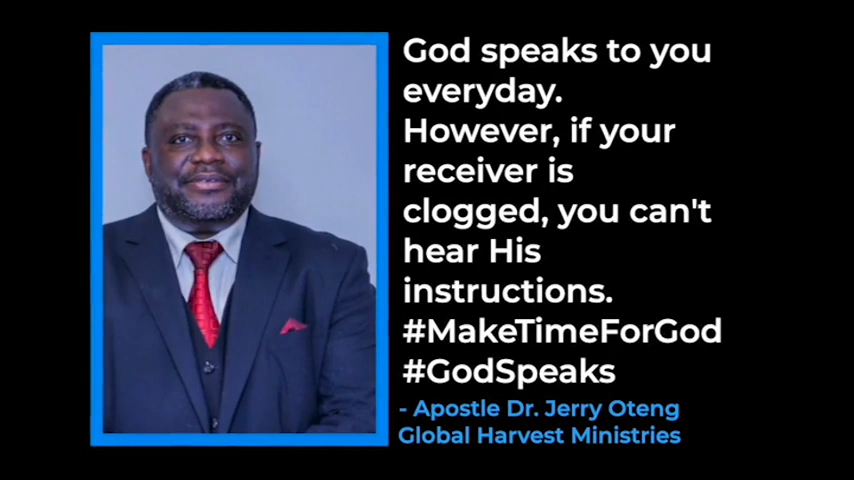 God speaks to you
everyday.
However, if your
receiver is
clogged, you can't
hear His
instructions.
#MakeTimeForGod
#GodSpeaks
- Apostle Dr. Jerry Oteng
Global Harvest Ministries